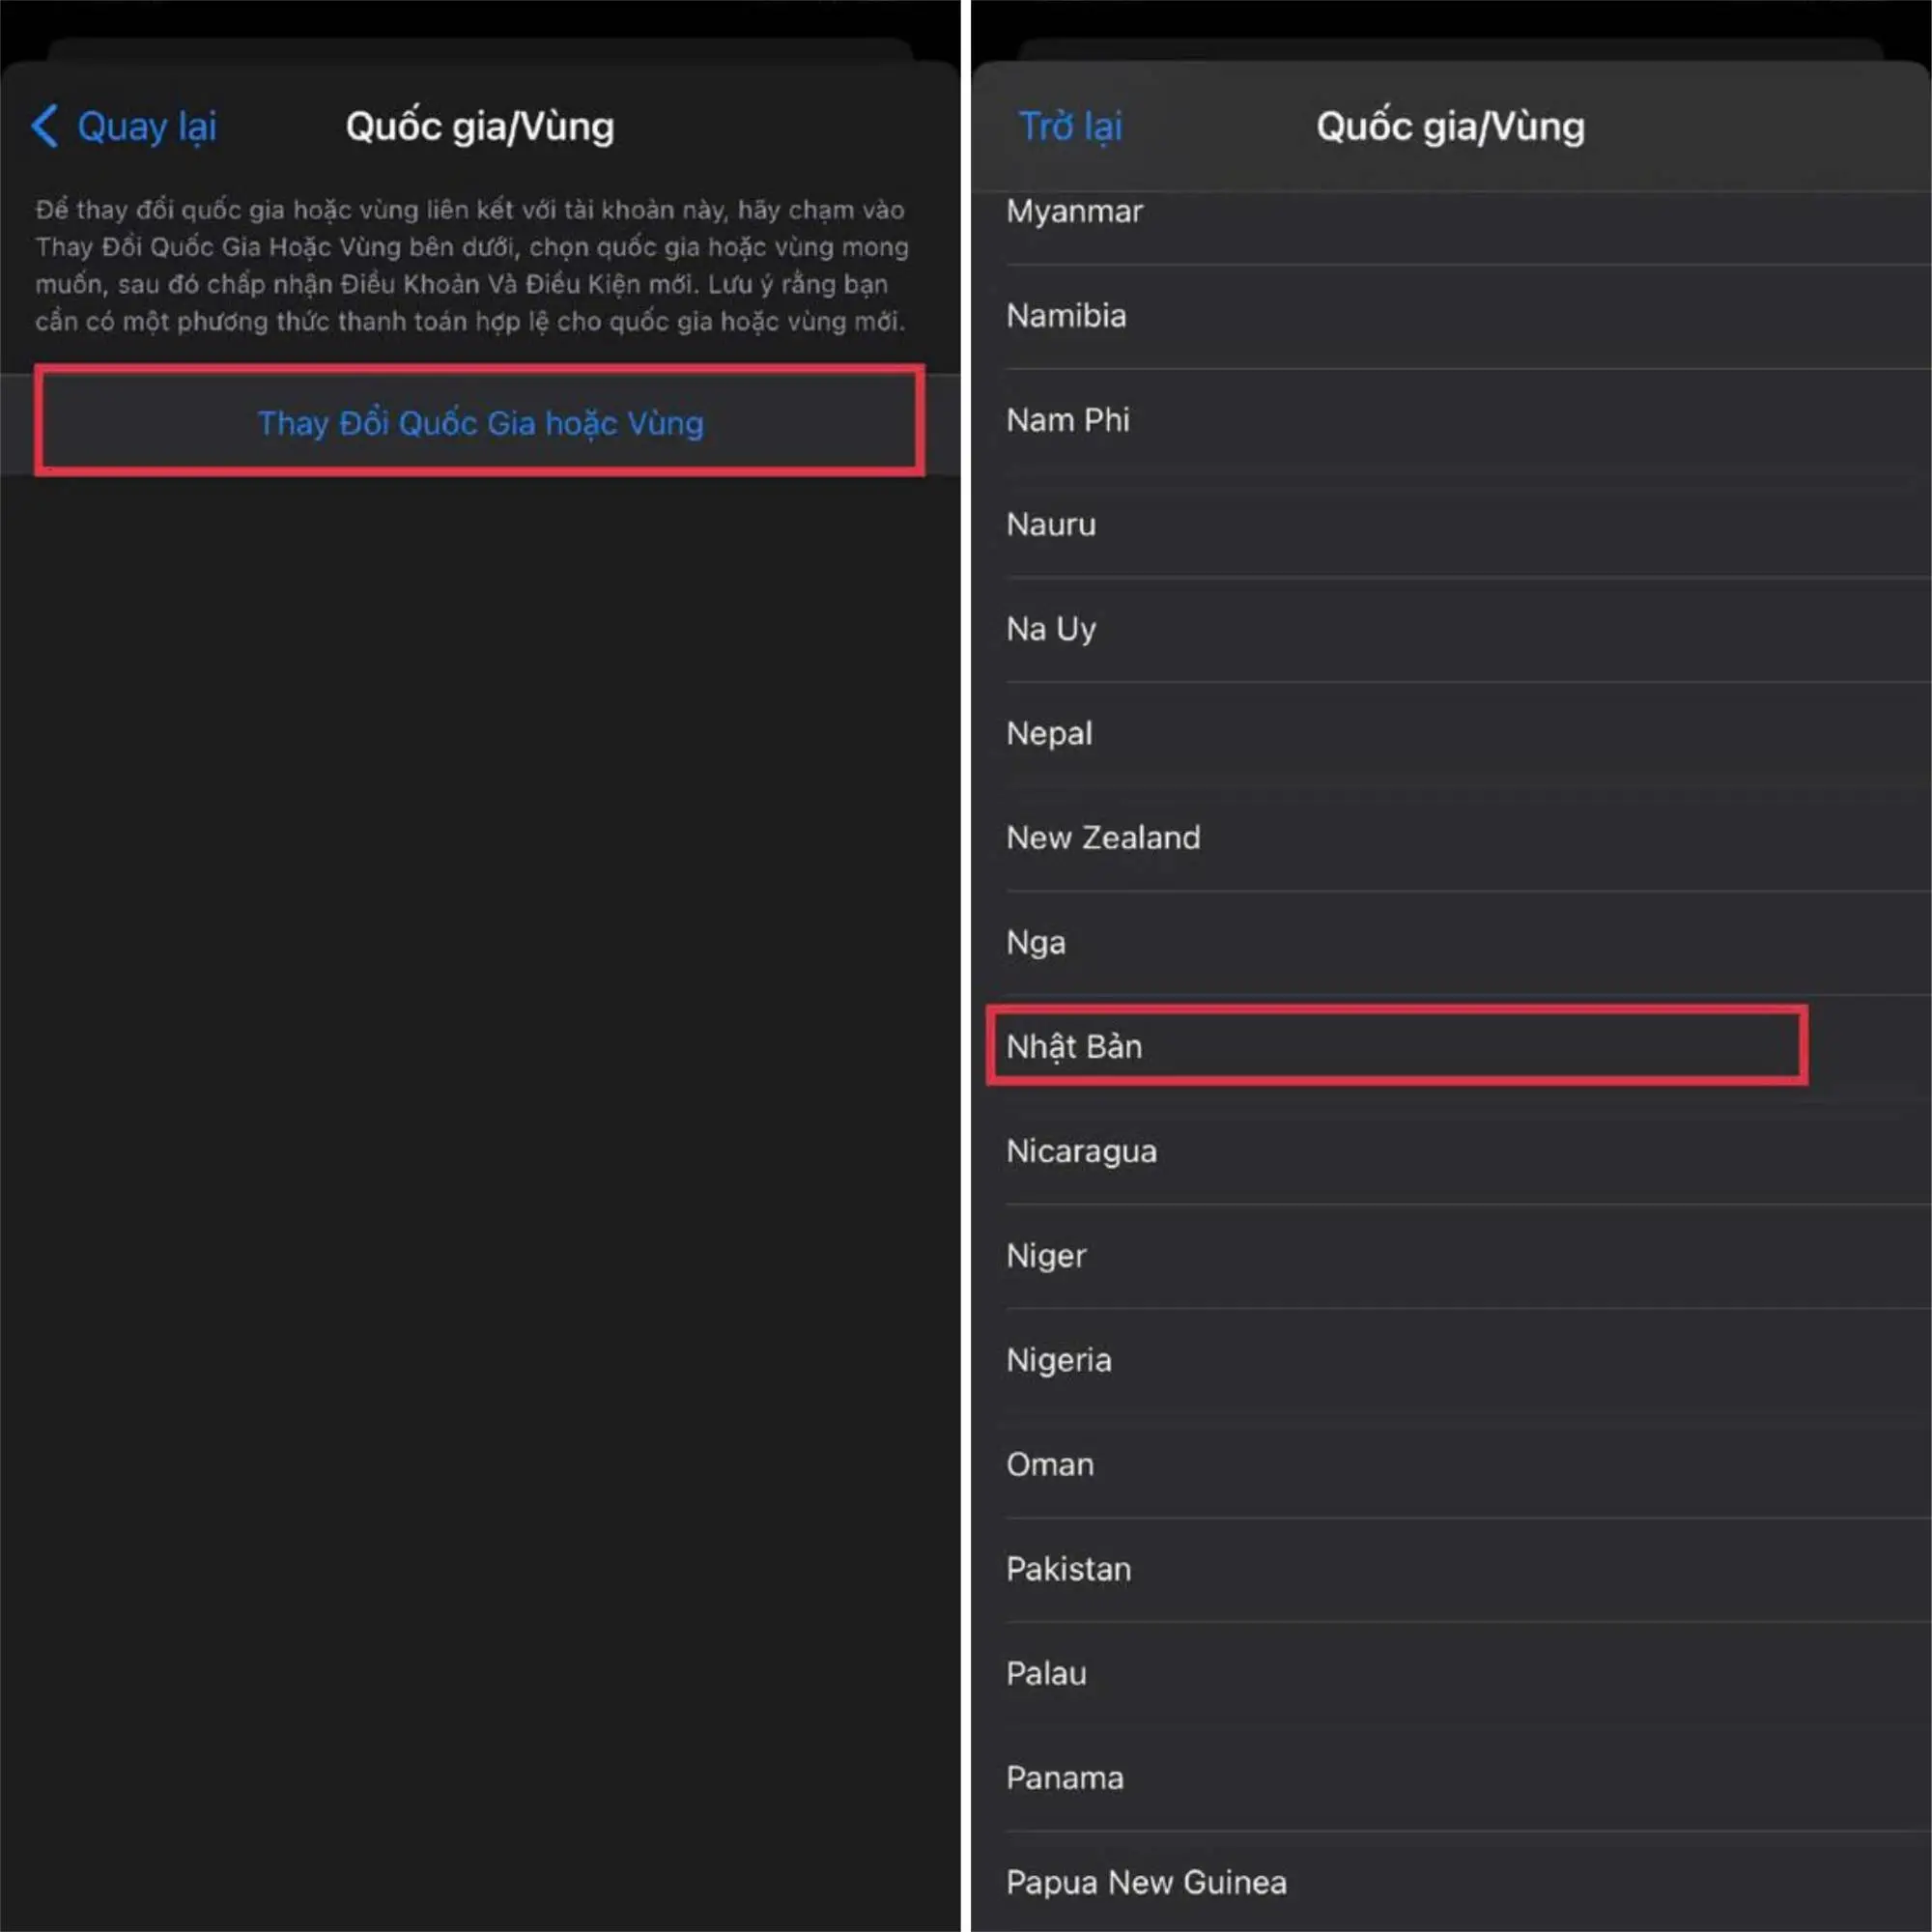 Quay lại
Quốc gia/Vùng
Để thay đổi quốc gia hoặc vùng liên kết với tài khoản này, hãy chạm vào
Thay Đổi Quốc Gia Hoặc Vùng bên dưới, chọn quốc gia hoặc vùng mong
muốn, sau đó chấp nhận Điều Khoản Và Điều Kiện mới. Lưu ý rằng bạn
cần có một phương thức thanh toán hợp lệ cho quốc gia hoặc vùng mới.
Thay Đổi Quốc Gia hoặc Vùng
Trở lại
Quốc gia/Vùng
Myanmar
Namibia
Nam Phi
Nauru
Na Uy
Nepal
New Zealand
Nga
Nhật Bản
Nicaragua
Niger
Nigeria
Oman
Pakistan
Palau
Panama
Papua New Guinea